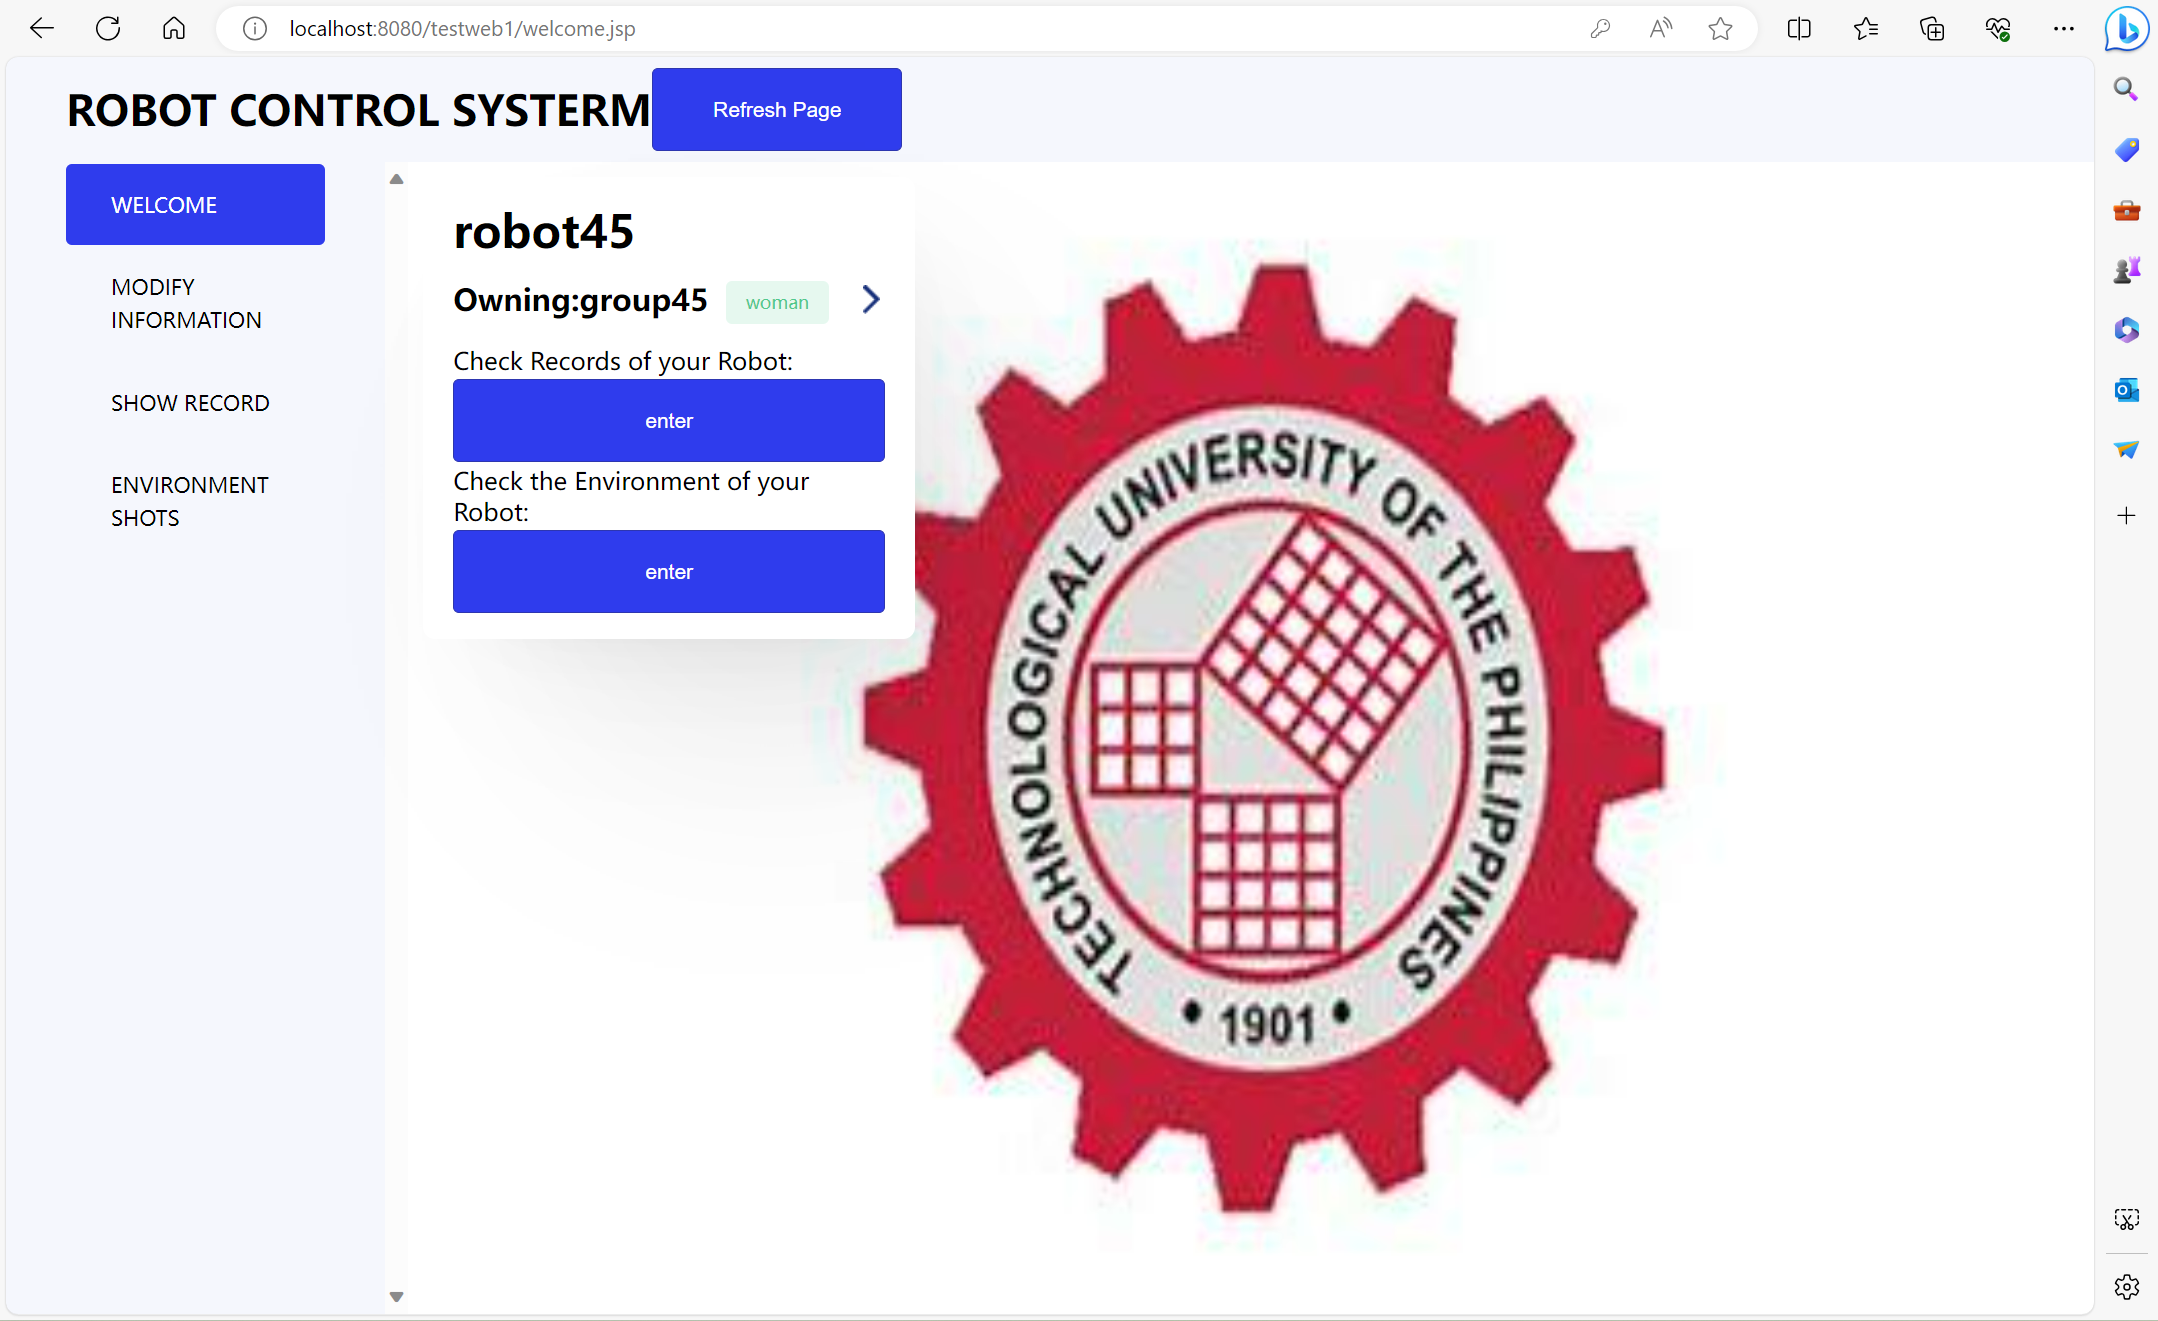 localhost:8080/testweb1/welcome.jsp
ROBOT CONTROL SYSTERM
Refresh Page
WELCOME
MODIFY
INFORMATION
SHOW RECORD
ENVIRONMENT
SHOTS
robot45
Owning:group45
woman
Check Records of your Robot:
enter
Check the Environment of your
Robot:
enter
TECHNOLOGICAL UNIVERSITY OF THE PHILIPPINES
• 1901 •